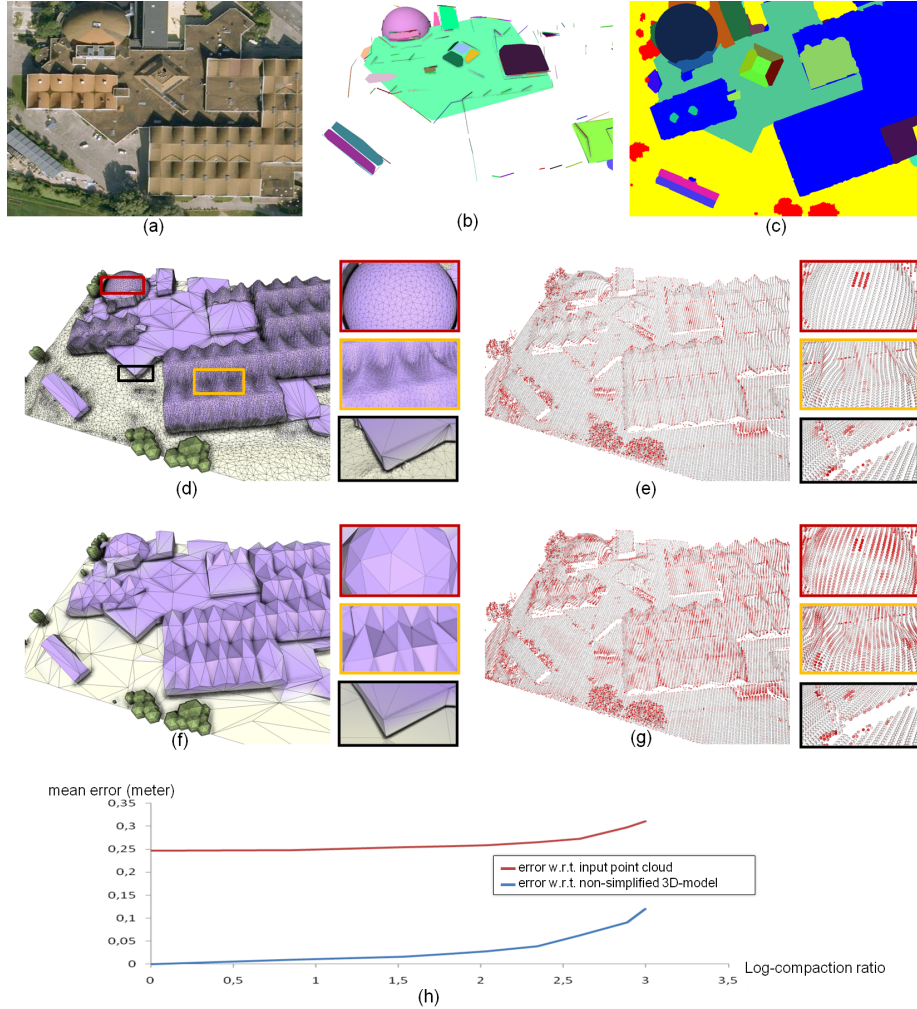 (a)
(b)
(c)
(d)
(e)
(f)
(g)
mean error (meter)
0,35
0,3
0,25
0,2
0,15
0,1
0,05
0
error w.r.t. input point cloud
error w.r.t. non-simplified 3D-model
0
0,5
1
1,5
2
2,5
3
3,5
Log-compaction ratio
(h)